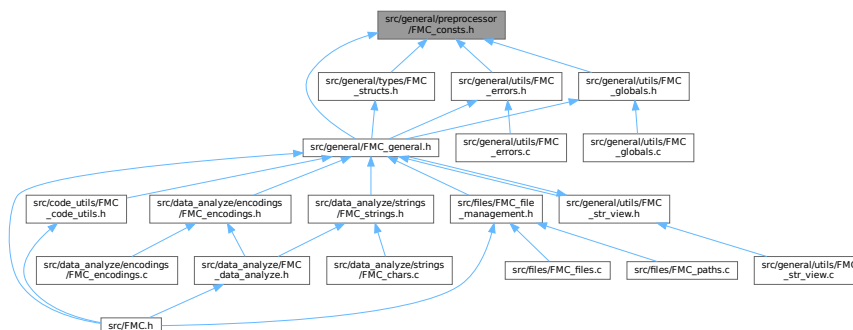 src/general/preprocessor
/FMC_consts.h
src/general/types/FMC
_structs.h
src/general/utils/FMC
_errors.h
src/general/utils/FMC
_globals.h
src/general/FMC_general.h
src/general/utils/FMC
_errors.c
src/general/utils/FMC
_globals.c
src/code_utils/FMC
_code_utils.h
src/data_analyze/encodings
/FMC_encodings.h
src/data_analyze/strings
/FMC_strings.h
src/files/FMC_file
_management.h
src/general/utils/FMC
_str_view.h
src/data_analyze/encodings
/FMC_encodings.c
src/data_analyze/FMC
_data_analyze.h
src/data_analyze/strings
/FMC_chars.c
src/files/FMC_files.c
src/files/FMC_paths.c
src/general/utils/FMC
_str_view.c
src/FMC.h